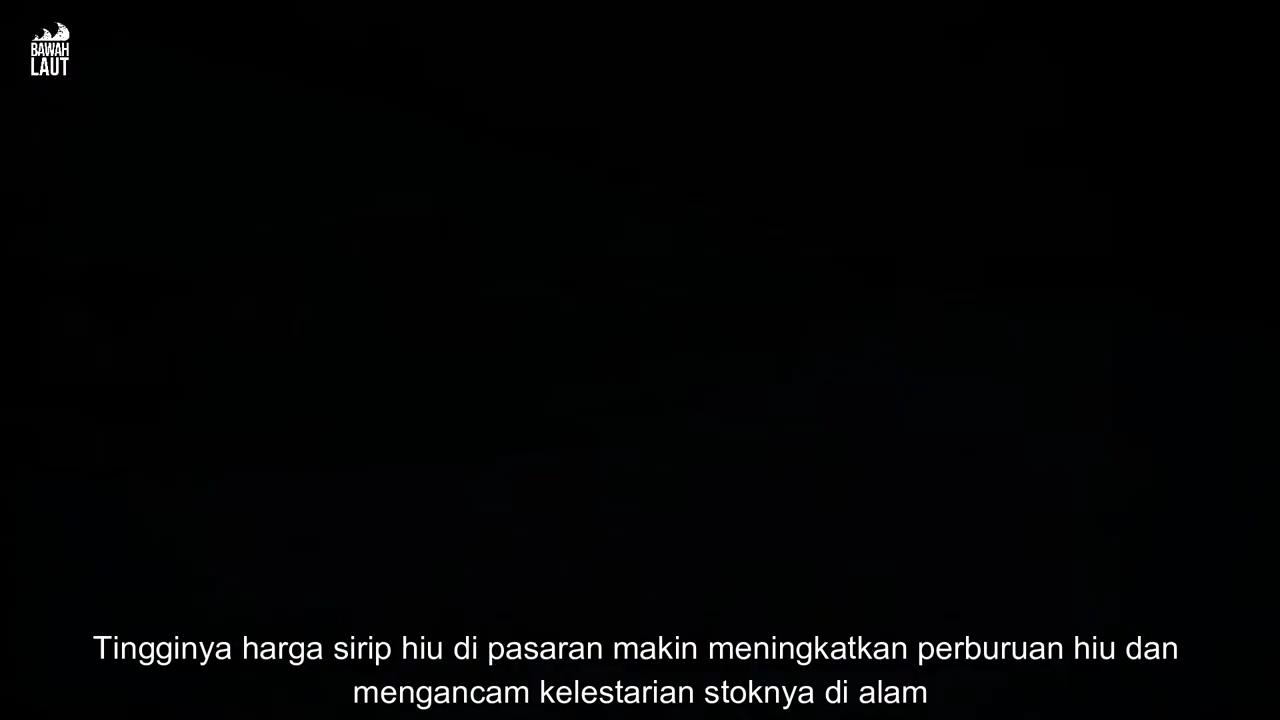 BAWAH
LAUT
Tingginya harga sirip hiu di pasaran makin meningkatkan perburuan hiu dan
mengancam kelestarian stoknya di alam